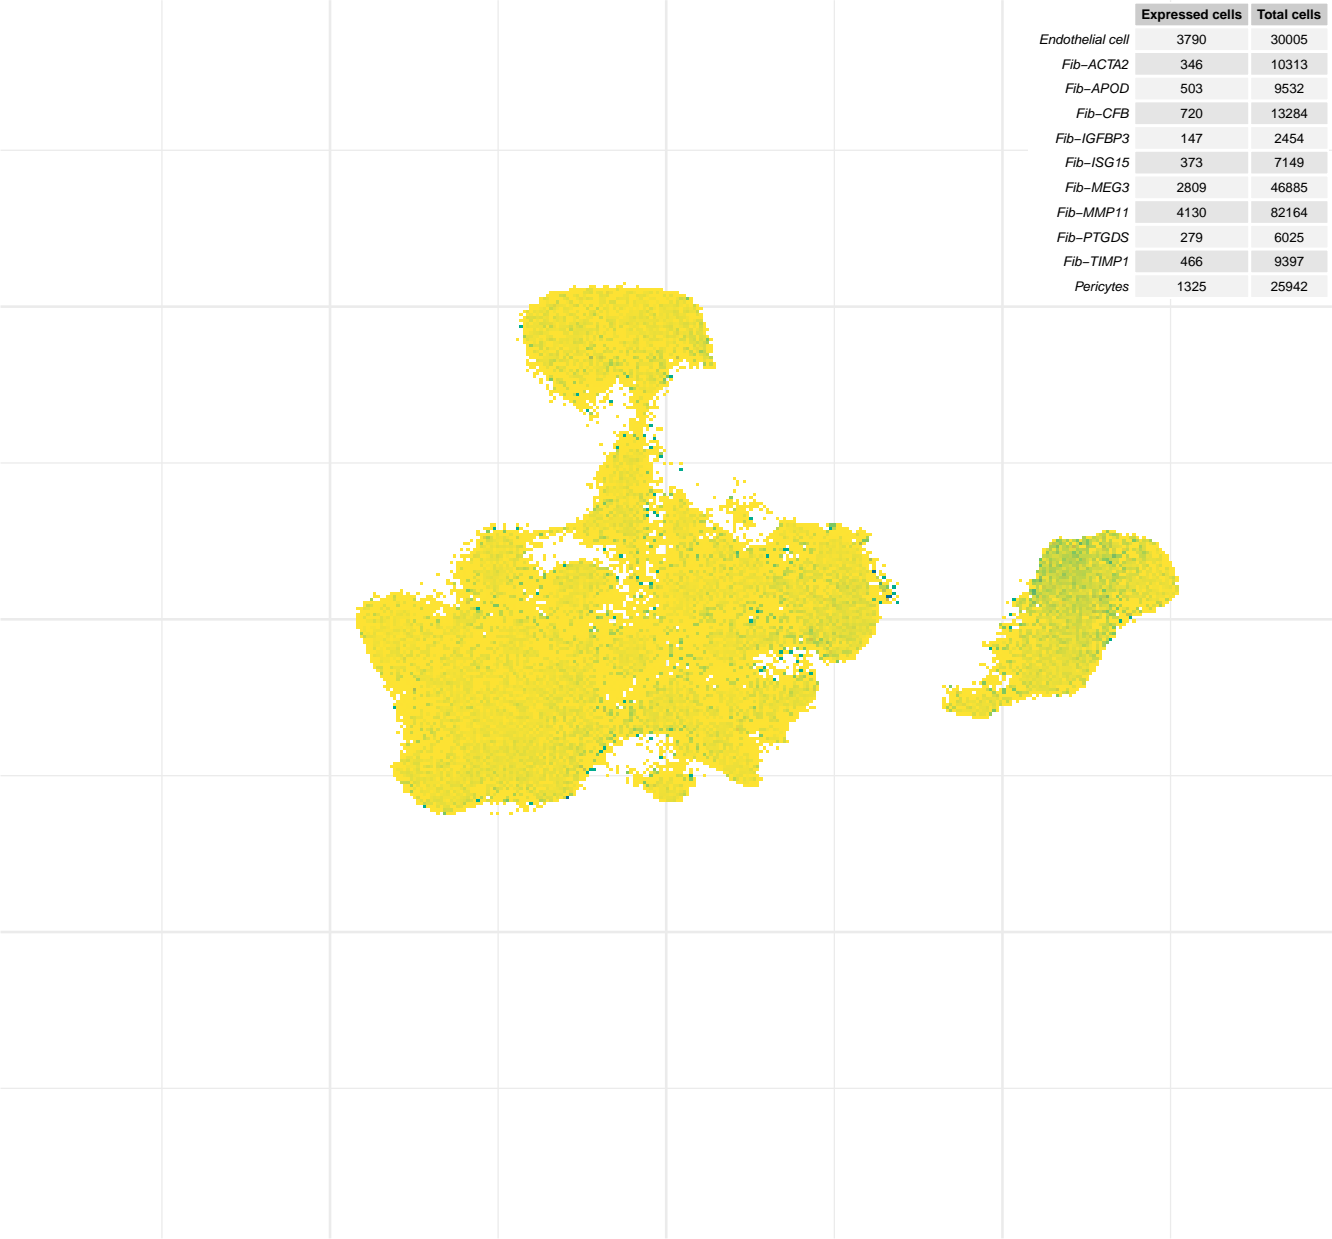 Expressed cells Total cells
Endothelial cell 3790 30005
Fib−ACTA2 346 10313
Fib−APOD 503 9532
Fib−CFB 720 13284
Fib−IGFBP3 147 2454
Fib−ISG15 373 7149
Fib−MEG3 2809 46885
Fib−MMP11 4130 82164
Fib−PTGDS 279 6025
Fib−TIMP1 466 9397
Pericytes 1325 25942